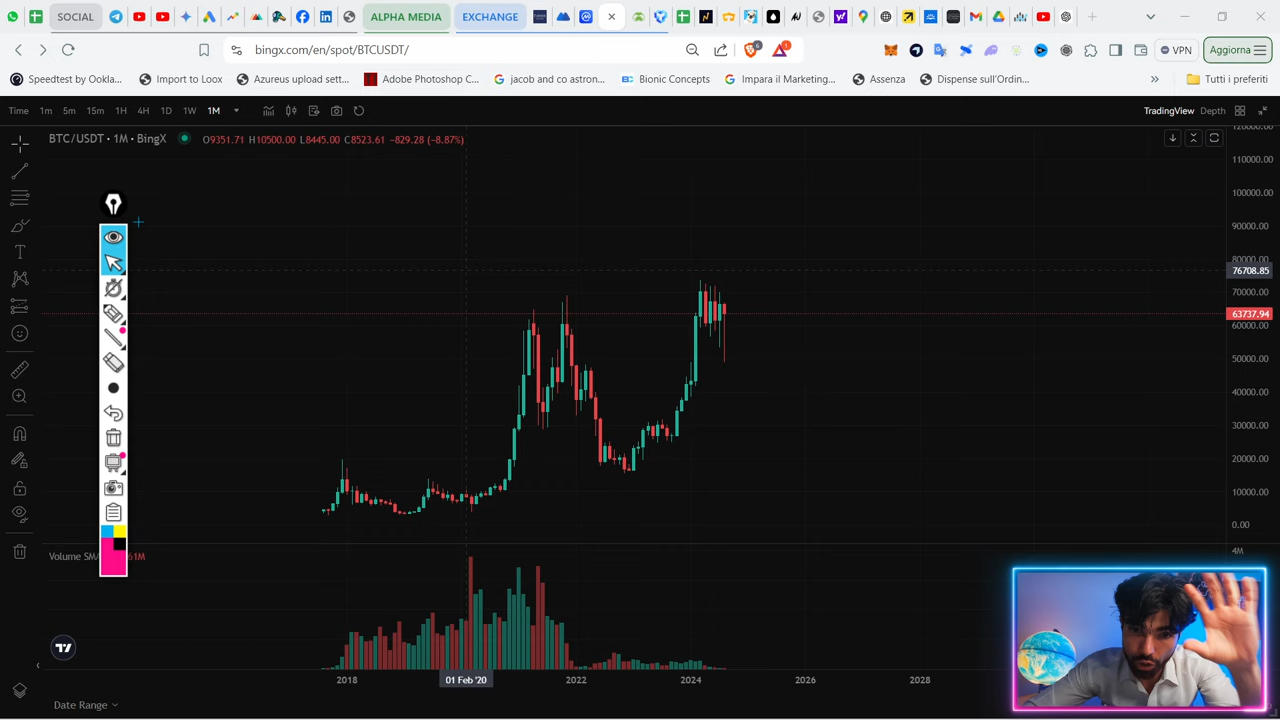 SOCIAL
ALPHA MEDIA
EXCHANGE
bingx.com/en/spot/BTCUSDT/
6
1
VPN
Aggiorna
Speedtest by Ookla...
Import to Loox
Azureus upload sett...
Adobe Photoshop C...
jacob and co astron...
Bionic Concepts
Impara il Marketing...
Assenza
Dispense sull'Ordin...
Tutti i preferiti
Time 1m 5m 15m 1H 4H 1D 1W 1M
TradingView Depth
BTC/USDT • 1M • BingX
O9351.71 H10500.00 L8445.00 C8523.61 −829.28 (−8.87%)
120000.00
110000.00
100000.00
90000.00
80000.00
76708.85
70000.00
63737.94
60000.00
50000.00
40000.00
30000.00
20000.00
10000.00
0.00
4M
Volume SM
61M
2018
01 Feb '20
2022
2024
2026
2028
Date Range